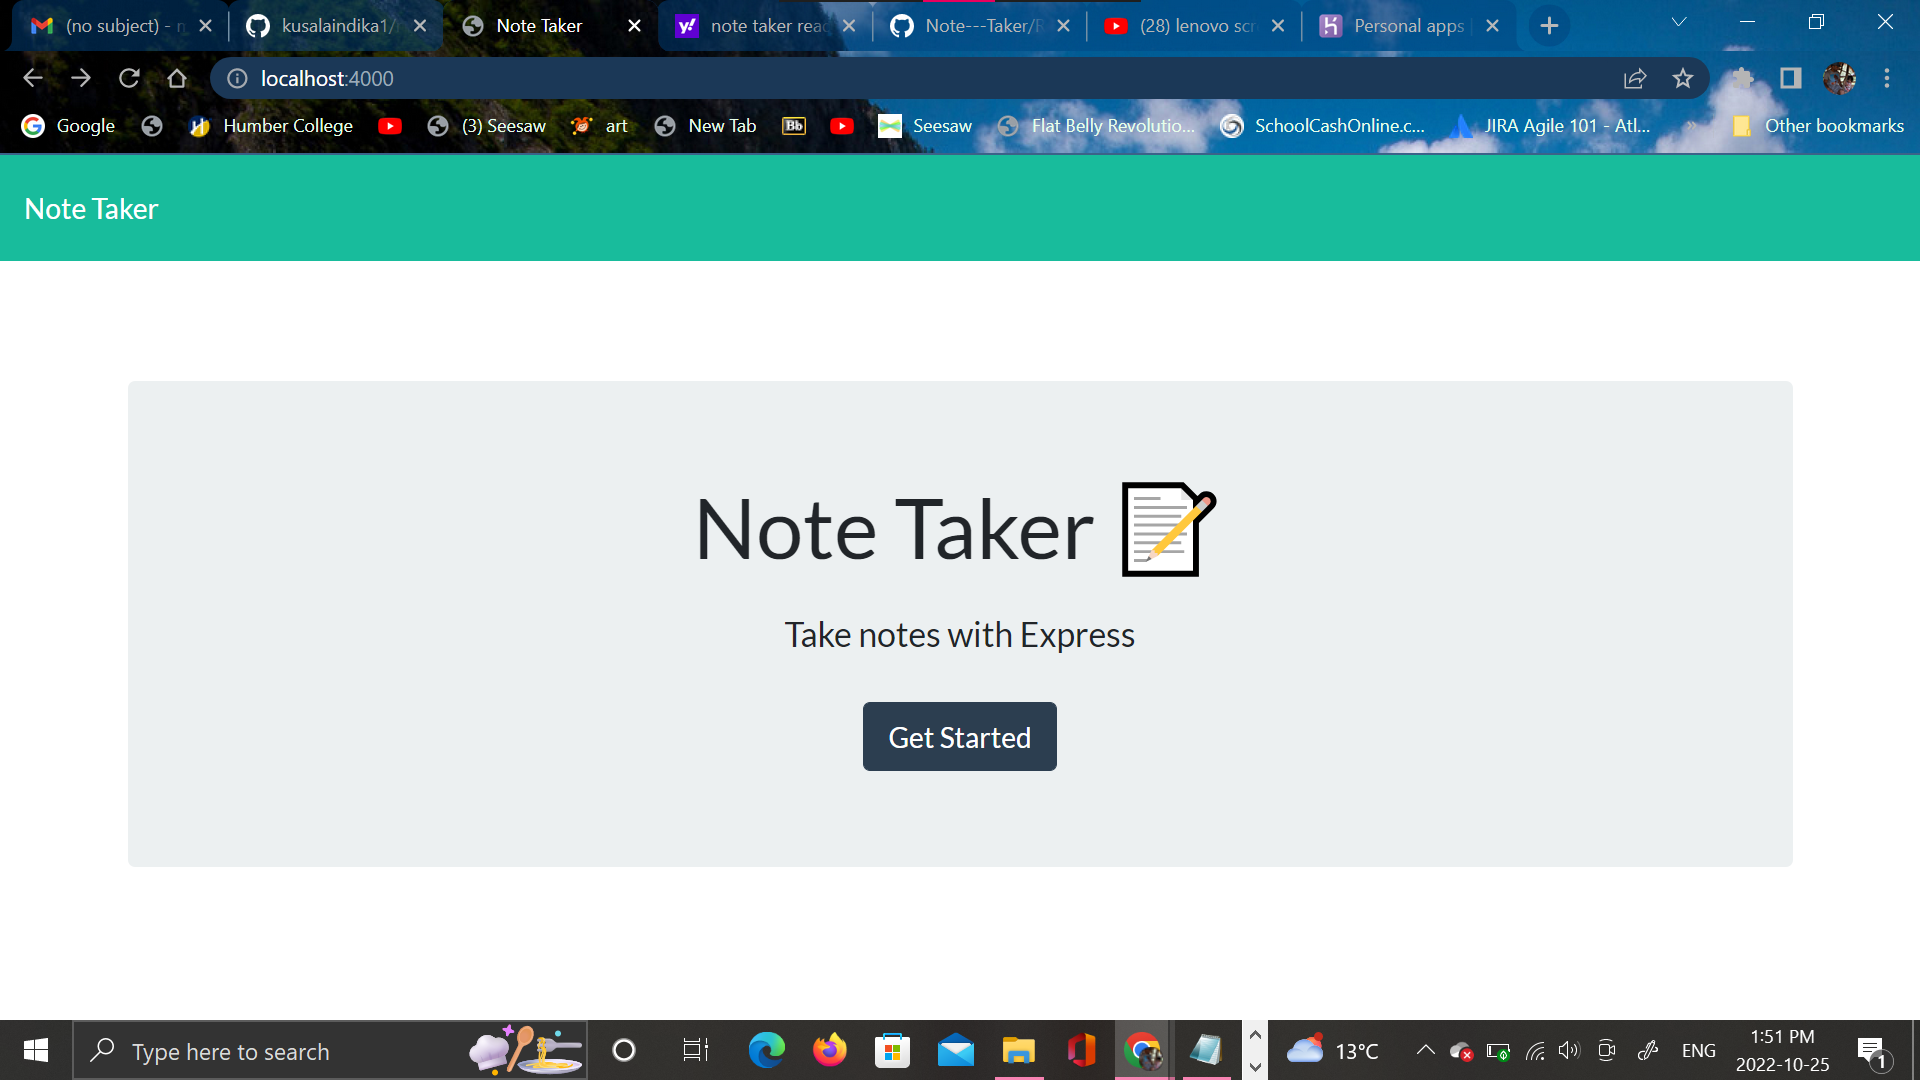 (no subject) - n
kusalaindika1/
Note Taker
note taker reac
Note---Taker/R
(28) lenovo scr
Personal apps
localhost:4000
Google
Humber College
(3) Seesaw
art
New Tab
Bb
Seesaw
Flat Belly Revolutio...
SchoolCashOnline.c...
JIRA Agile 101 - Atl...
»
Other bookmarks
Note Taker
Note Taker
Take notes with Express
Get Started
Type here to search
13°C
ENG
1:51 PM
2022-10-25
1